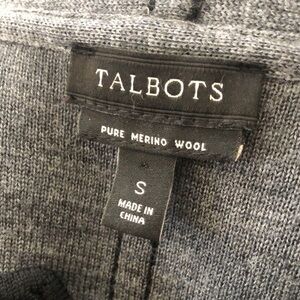 TALBOTS
PURE MERINO WOOL
S
MADE IN
CHINA